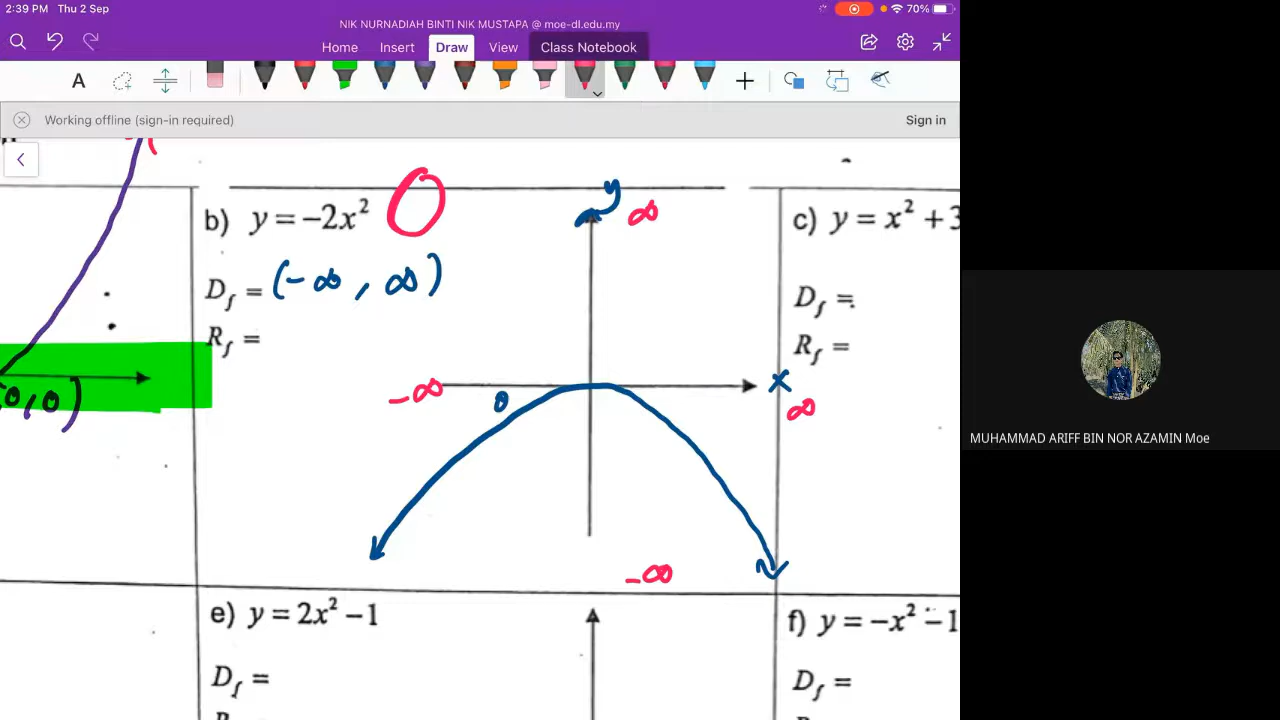 2:39 PM Thu 2 Sep
70%
NIK NURNADIAH BINTI NIK MUSTAPA @ moe-dl.edu.my
Home Insert Draw View Class Notebook
A
Working offline (sign-in required)
Sign in
b) y = -2x²
y
∞
c) y = x² + 3
D_f = (-∞, ∞)
D_f =
R_f =
R_f =
-∞
0
x
∞
0,0)
MUHAMMAD ARIFF BIN NOR AZAMIN Moe
-∞
e) y = 2x² - 1
f) y = -x² - 1
D_f =
D_f =